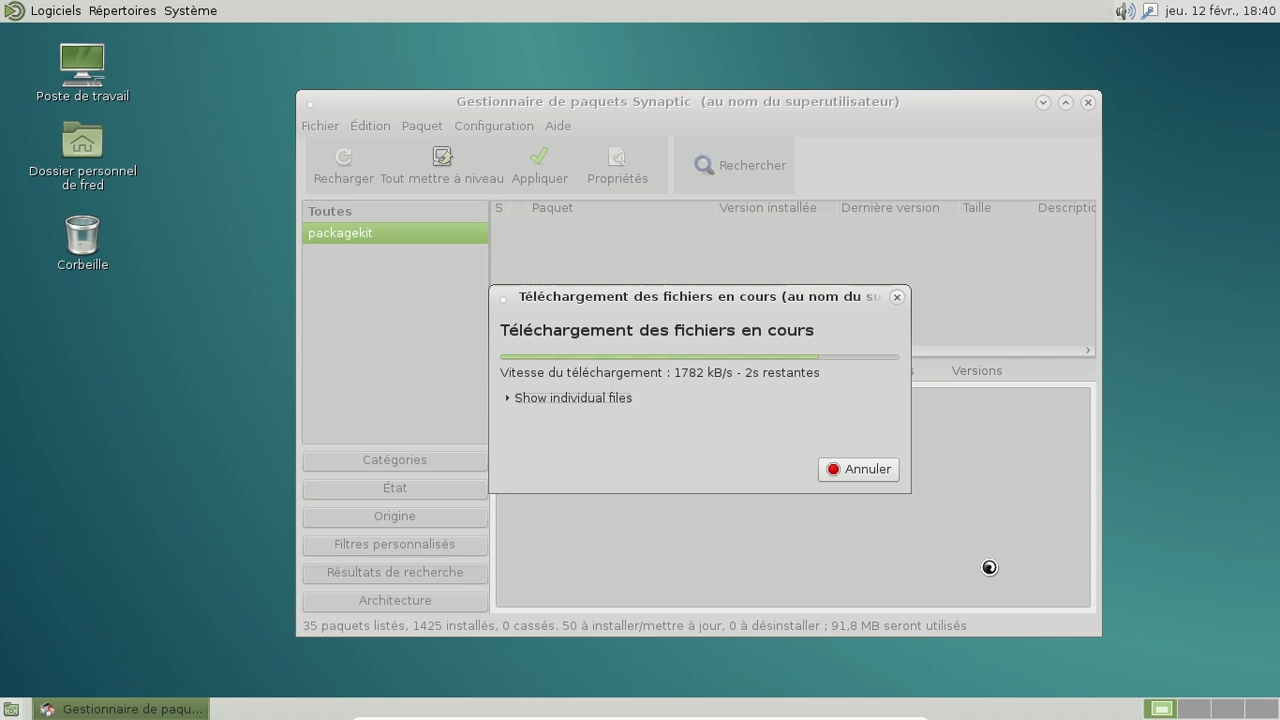 Logiciels Répertoires Système
jeu. 12 févr., 18:40
Poste de travail
Dossier personnel
de fred
Corbeille
Gestionnaire de paquets Synaptic (au nom du superutilisateur)
Fichier Édition Paquet Configuration Aide
Recharger Tout mettre à niveau Appliquer Propriétés Rechercher
Toutes
packagekit
S Paquet Version installée Dernière version Taille Descriptic
Téléchargement des fichiers en cours (au nom du su
Téléchargement des fichiers en cours
Vitesse du téléchargement : 1782 kB/s - 2s restantes
Show individual files
Annuler
s Versions
Catégories
État
Origine
Filtres personnalisés
Résultats de recherche
Architecture
35 paquets listés, 1425 installés, 0 cassés. 50 à installer/mettre à jour, 0 à désinstaller ; 91,8 MB seront utilisés
Gestionnaire de paqu...